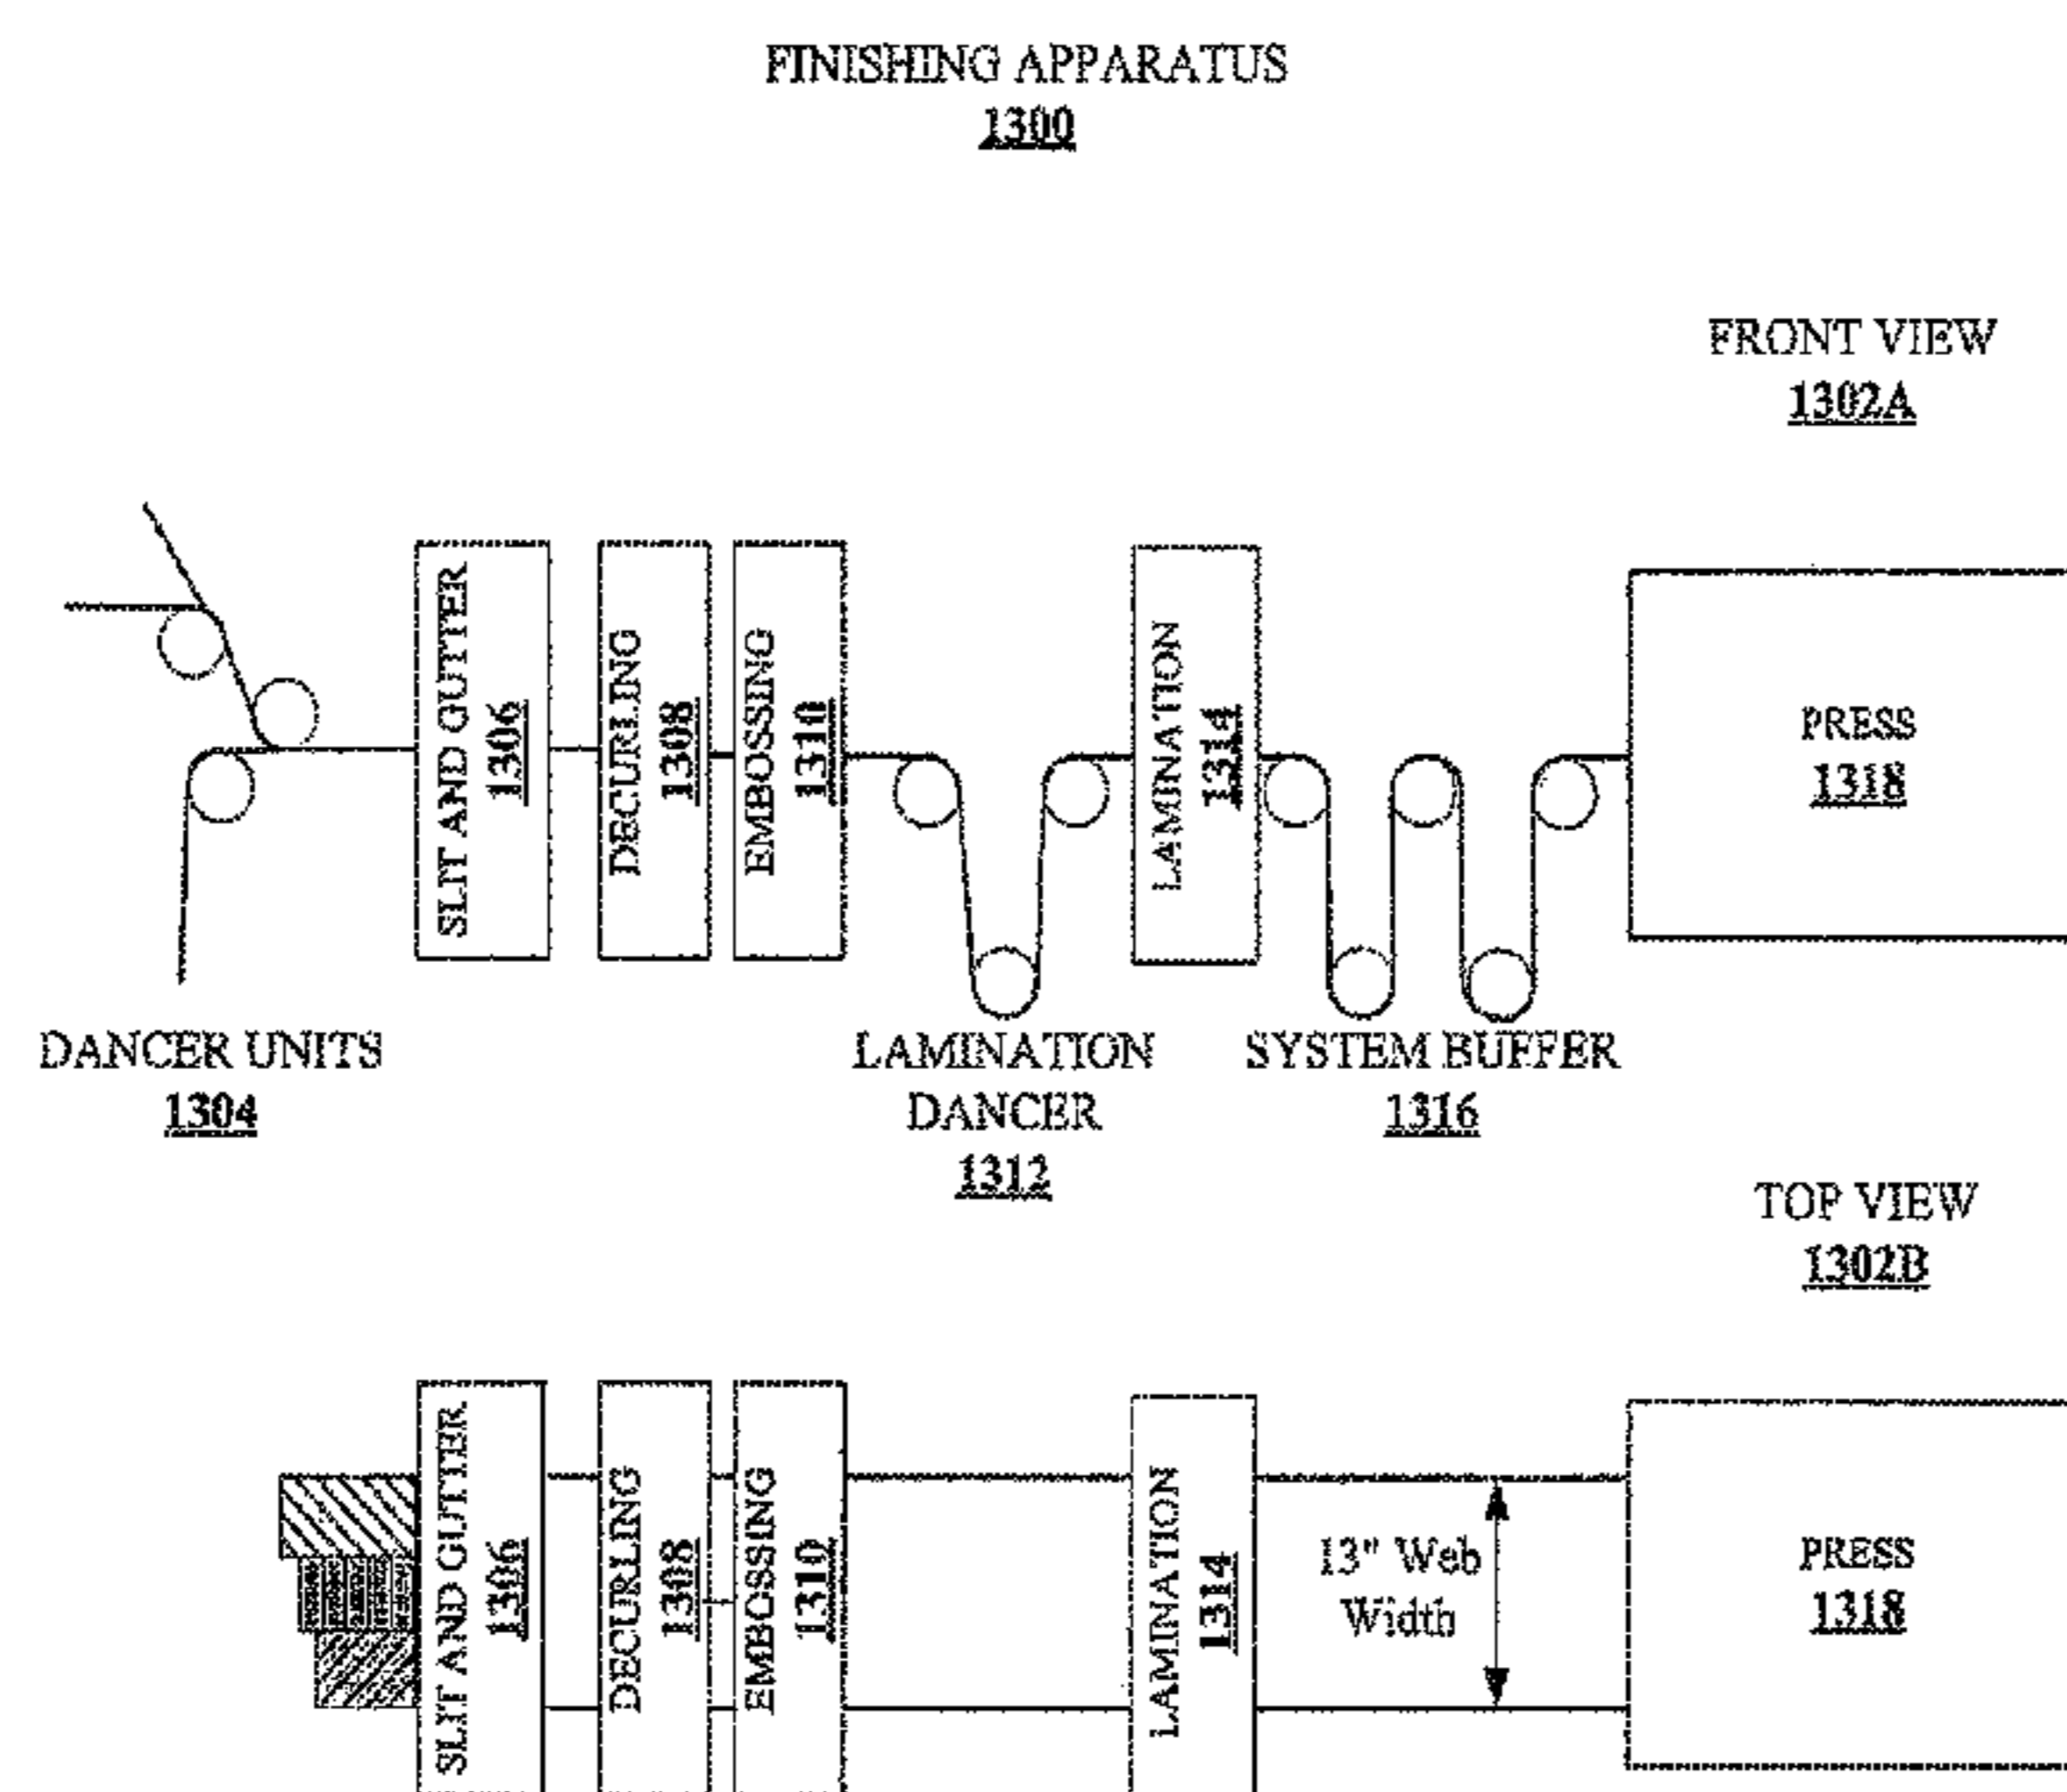 FINISHING APPARATUS
1300
FRONT VIEW
1302A
SLIT AND GUTTER
1306
DECURLING
1308
EMBOSSING
1310
LAMINATION
1314
PRESS
1318
DANCER UNITS
1304
LAMINATION
DANCER
1312
SYSTEM BUFFER
1316
TOP VIEW
1302B
SLIT AND GUTTER
1306
DECURLING
1308
EMBOSSING
1310
LAMINATION
1314
13" Web
Width
PRESS
1318